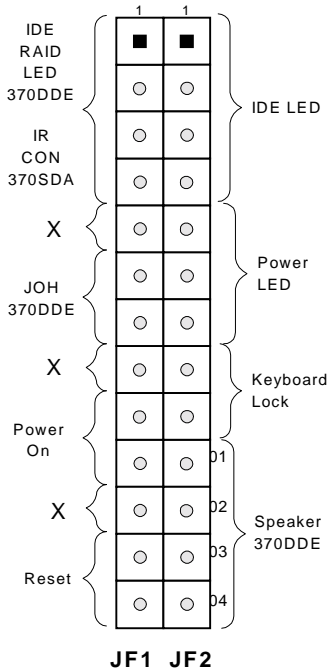 1 1
IDE
RAID
LED
370DDE
IR
CON
370SDA
X
JOH
370DDE
X
Power
On
X
Reset
IDE LED
Power
LED
Keyboard
Lock
01
02
03
04
Speaker
370DDE
JF1 JF2